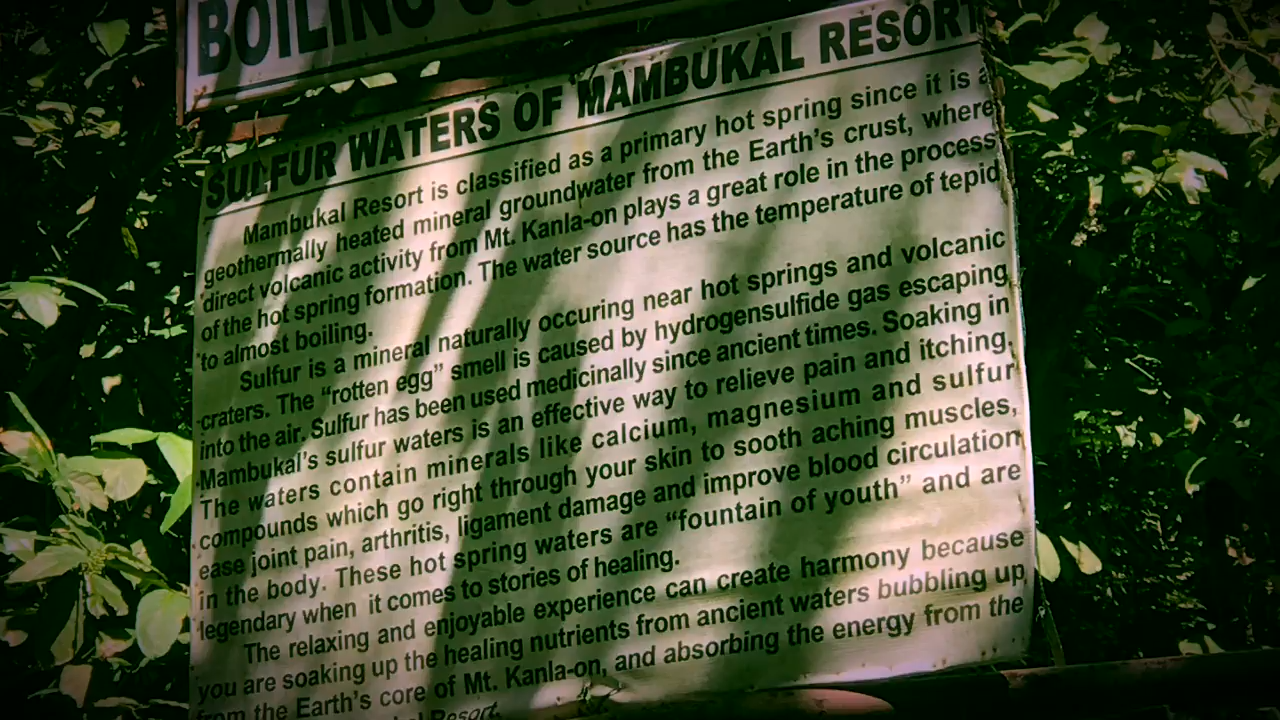 BOILING
SULFUR WATERS OF MAMBUKAL RESORT
Mambukal Resort is classified as a primary hot spring since it is a
geothermally heated mineral groundwater from the Earth's crust, where
direct volcanic activity from Mt. Kanla-on plays a great role in the process
of the hot spring formation. The water source has the temperature of tepid
to almost boiling.
Sulfur is a mineral naturally occuring near hot springs and volcanic
craters. The "rotten egg" smell is caused by hydrogensulfide gas escaping
into the air. Sulfur has been used medicinally since ancient times. Soaking in
Mambukal's sulfur waters is an effective way to relieve pain and itching.
The waters contain minerals like calcium, magnesium and sulfur
compounds which go right through your skin to sooth aching muscles,
ease joint pain, arthritis, ligament damage and improve blood circulation
in the body. These hot spring waters are "fountain of youth" and are
legendary when it comes to stories of healing.
The relaxing and enjoyable experience can create harmony because
you are soaking up the healing nutrients from ancient waters bubbling up
from the Earth's core of Mt. Kanla-on, and absorbing the energy from the
Resort.